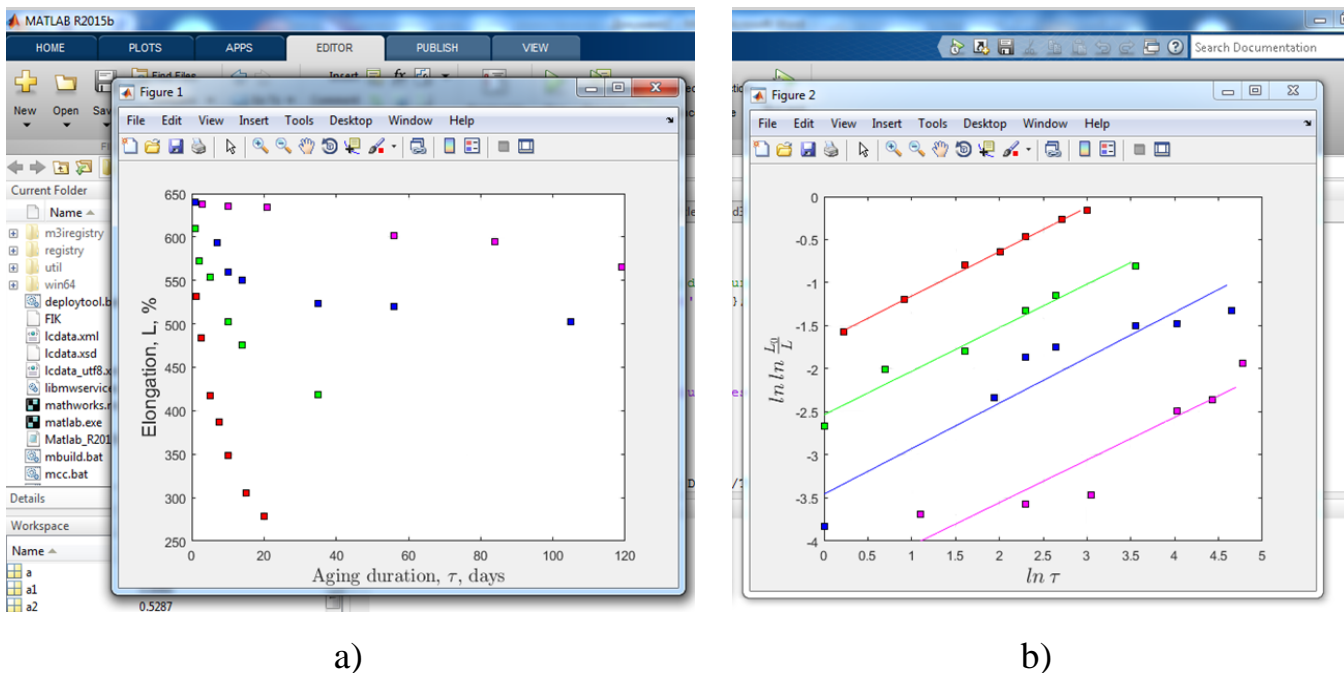 MATLAB R2015b
HOME PLOTS APPS EDITOR PUBLISH VIEW
Search Documentation
New Open Sav
Find Files
Insert fx
Current Folder
Name
m3iregistry
registry
util
win64
deploytool.b
FIK
lcdata.xml
lcdata.xsd
lcdata_utf8.x
libmwservice
mathworks.r
matlab.exe
Matlab_R201
mbuild.bat
mcc.bat
Details
Workspace
Name
a
a1
a2 0.5287
Figure 1
File Edit View Insert Tools Desktop Window Help
650
600
550
500
450
400
350
300
250
Elongation, L, %
0 20 40 60 80 100 120
Aging duration, τ, days
a)
Figure 2
File Edit View Insert Tools Desktop Window Help
0
-0.5
-1
-1.5
-2
-2.5
-3
-3.5
-4
ln ln L0/L
0 0.5 1 1.5 2 2.5 3 3.5 4 4.5 5
ln τ
b)